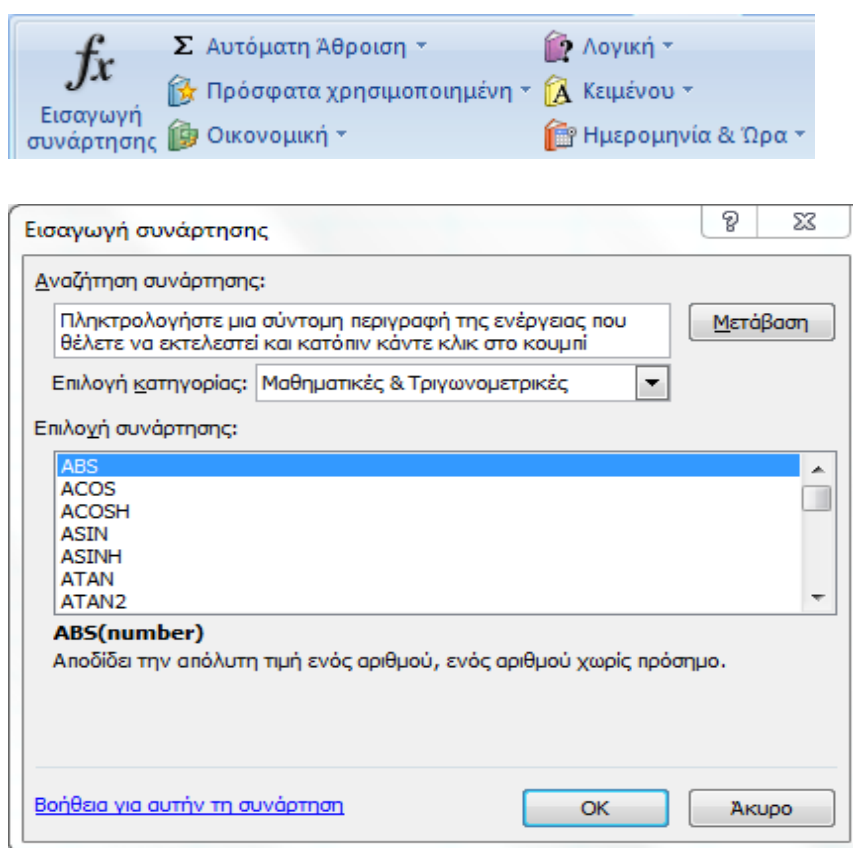 fx
Εισαγωγή
συνάρτησης
Σ Αυτόματη Άθροιση
Πρόσφατα χρησιμοποιημένη
Οικονομική
? Λογική
A Κειμένου
Ημερομηνία & Ώρα
Εισαγωγή συνάρτησης
?
Αναζήτηση συνάρτησης:
Πληκτρολογήστε μια σύντομη περιγραφή της ενέργειας που
θέλετε να εκτελεστεί και κατόπιν κάντε κλικ στο κουμπί
Μετάβαση
Επιλογή κατηγορίας: Μαθηματικές & Τριγωνομετρικές
Επιλοχή συνάρτησης:
ABS
ACOS
ACOSH
ASIN
ASINH
ATAN
ATAN2
ABS(number)
Αποδίδει την απόλυτη τιμή ενός αριθμού, ενός αριθμού χωρίς πρόσημο.
Βοήθεια για αυτήν τη συνάρτηση
OK
Άκυρο